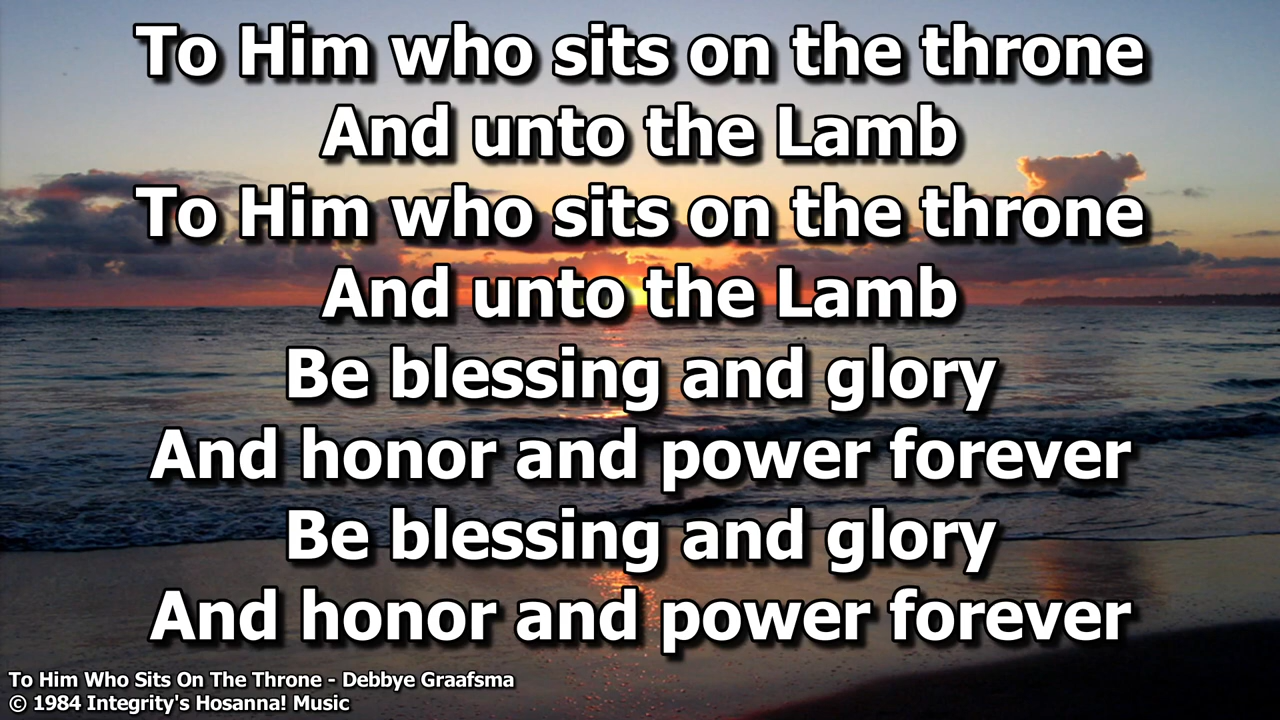 To Him who sits on the throne
And unto the Lamb
To Him who sits on the throne
And unto the Lamb
Be blessing and glory
And honor and power forever
Be blessing and glory
And honor and power forever
To Him Who Sits On The Throne - Debbye Graafsma
© 1984 Integrity's Hosanna! Music